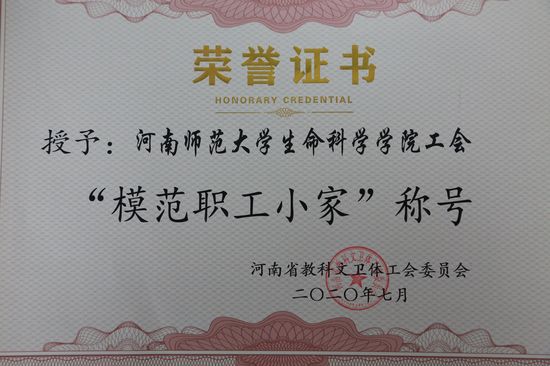 荣誉证书
HONORARY CREDENTIAL
授予：河南师范大学生命科学学院工会
“模范职工小家”称号
河南省教科文卫体工会委员会
二〇二〇年七月